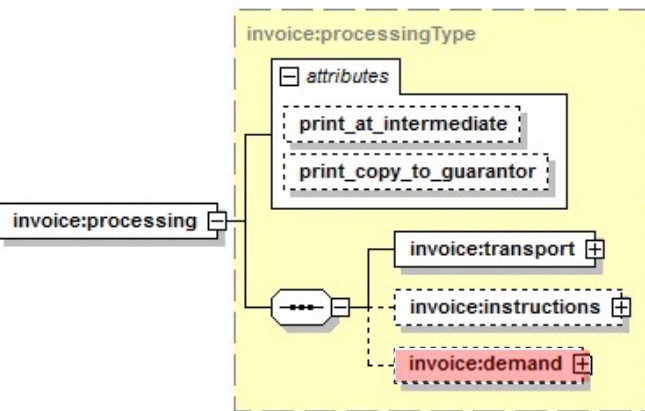 invoice:processingType
attributes
print_at_intermediate
print_copy_to_guarantor
invoice:processing
invoice:transport
invoice:instructions
invoice:demand